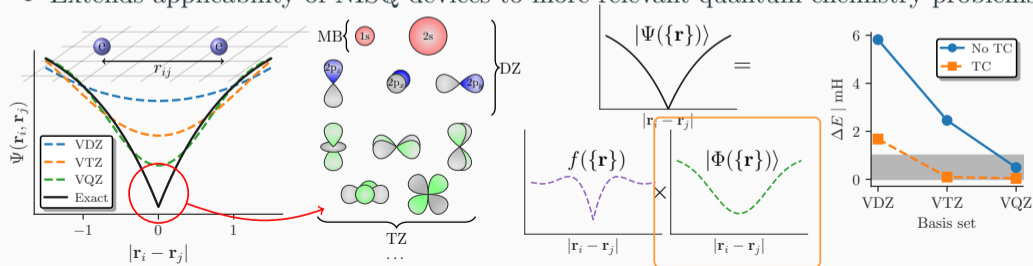 Extends applicability of NISQ devices to more relevant quantum chemistry problems
e e
r_{ij}
Ψ(r_i, r_j)
VDZ
VTZ
VQZ
Exact
−1 0 1
|r_i − r_j|
MB
1s 2s
2p_z 2p_x
DZ
TZ
...
|Ψ({r})⟩
=
|r_i − r_j|
f({r})
×
|Φ({r})⟩
|r_i − r_j|
|r_i − r_j|
ΔE | mH
6
4
2
0
No TC
TC
VDZ VTZ VQZ
Basis set